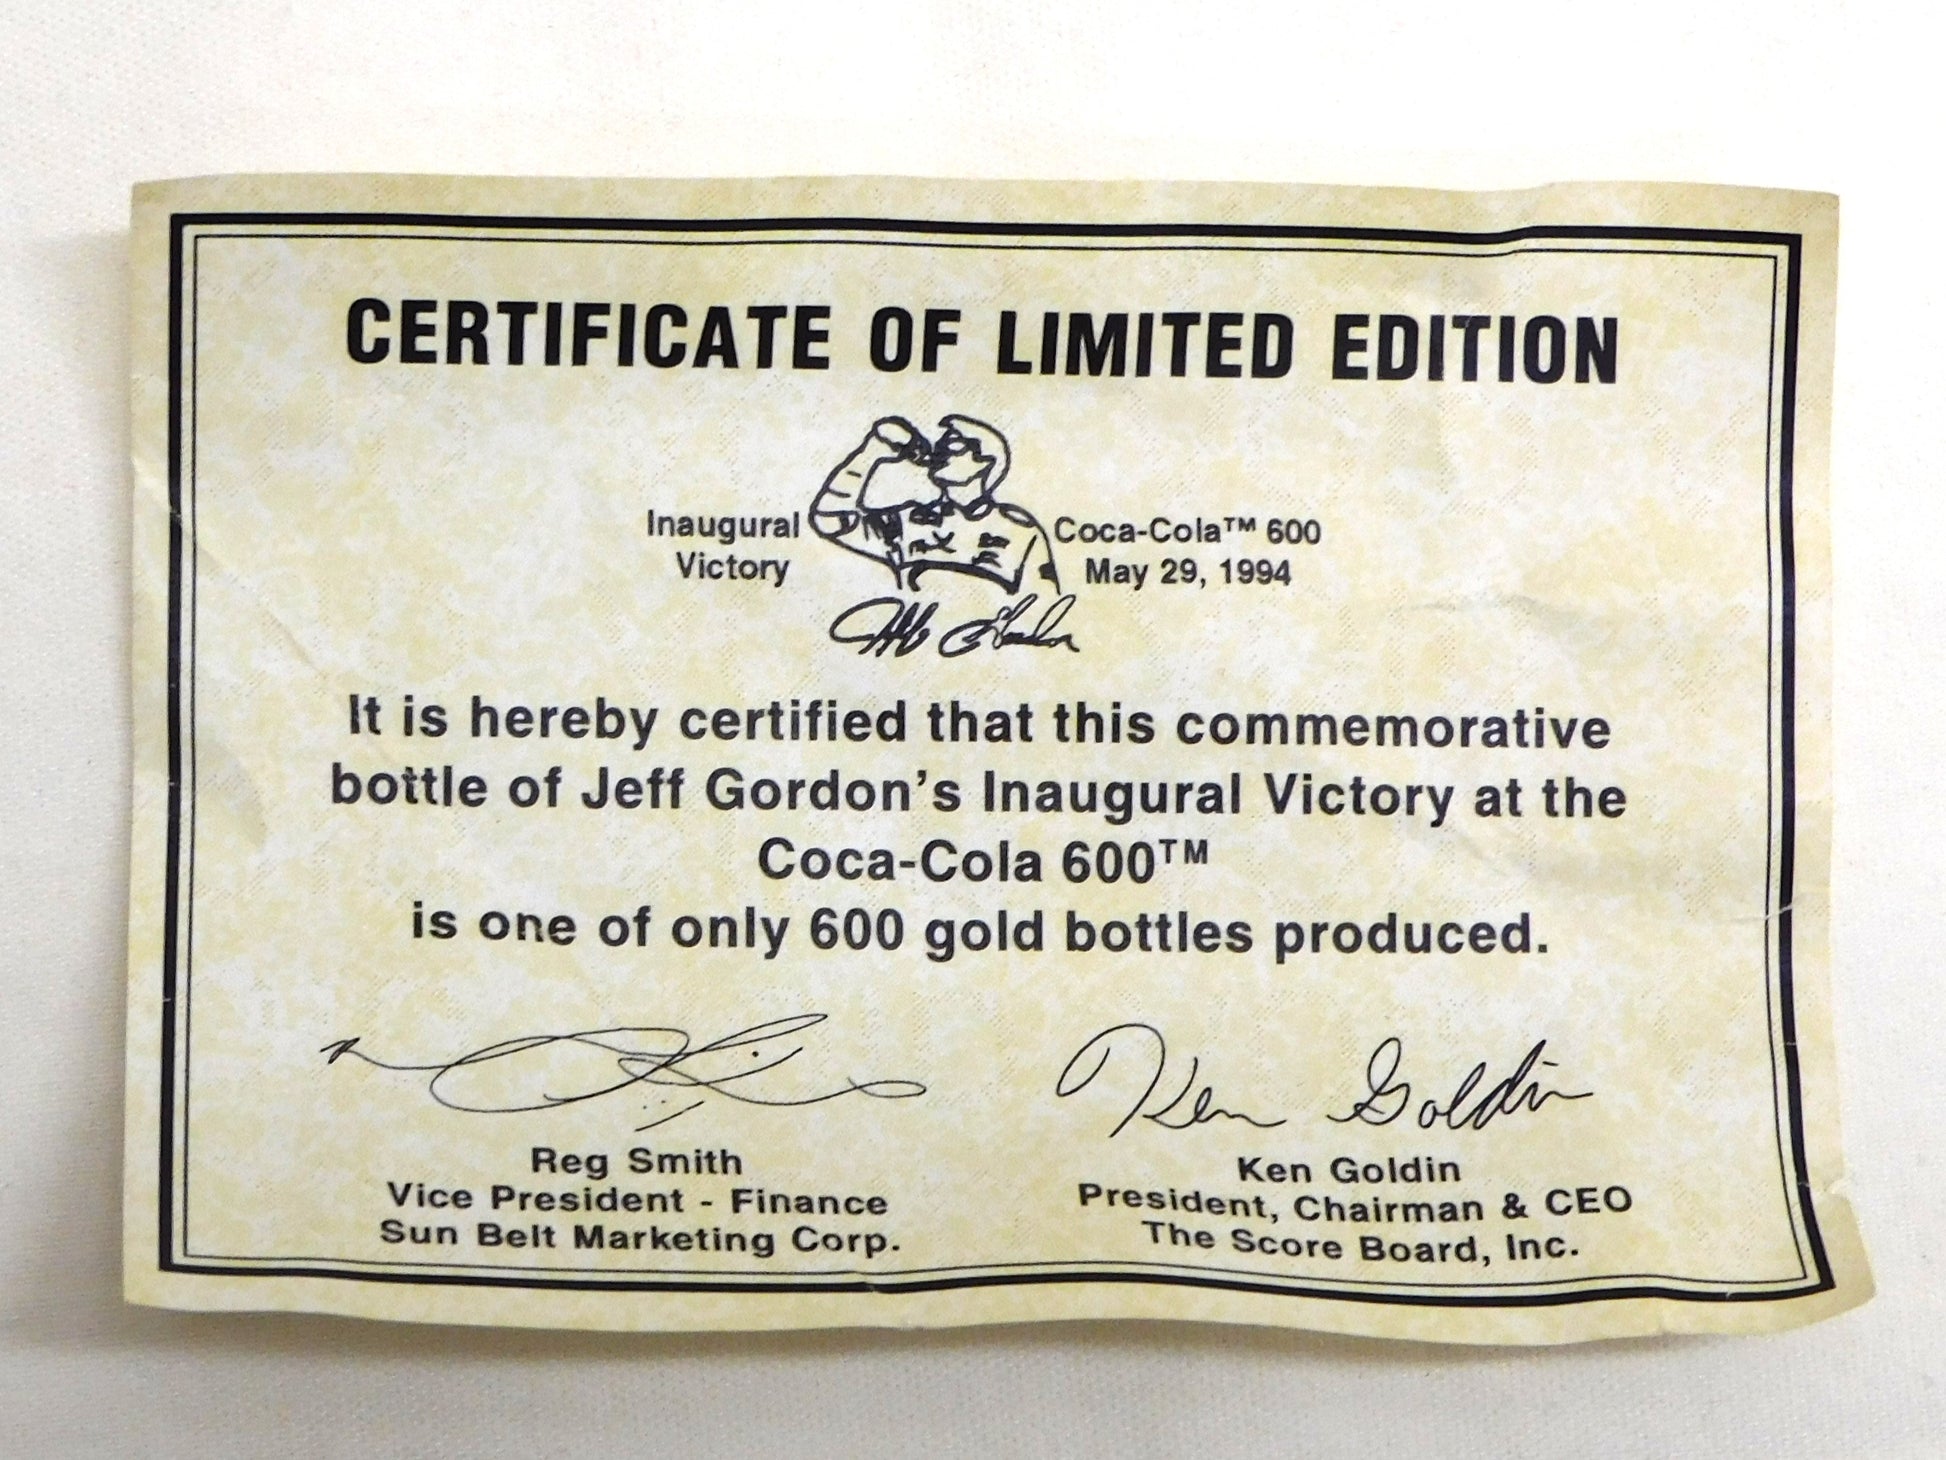 CERTIFICATE OF LIMITED EDITION
Inaugural
Victory
Coca-Cola™ 600
May 29, 1994
It is hereby certified that this commemorative
bottle of Jeff Gordon's Inaugural Victory at the
Coca-Cola 600™
is one of only 600 gold bottles produced.
Ken Goldin
Reg Smith
Vice President - Finance
Sun Belt Marketing Corp.
Ken Goldin
President, Chairman & CEO
The Score Board, Inc.